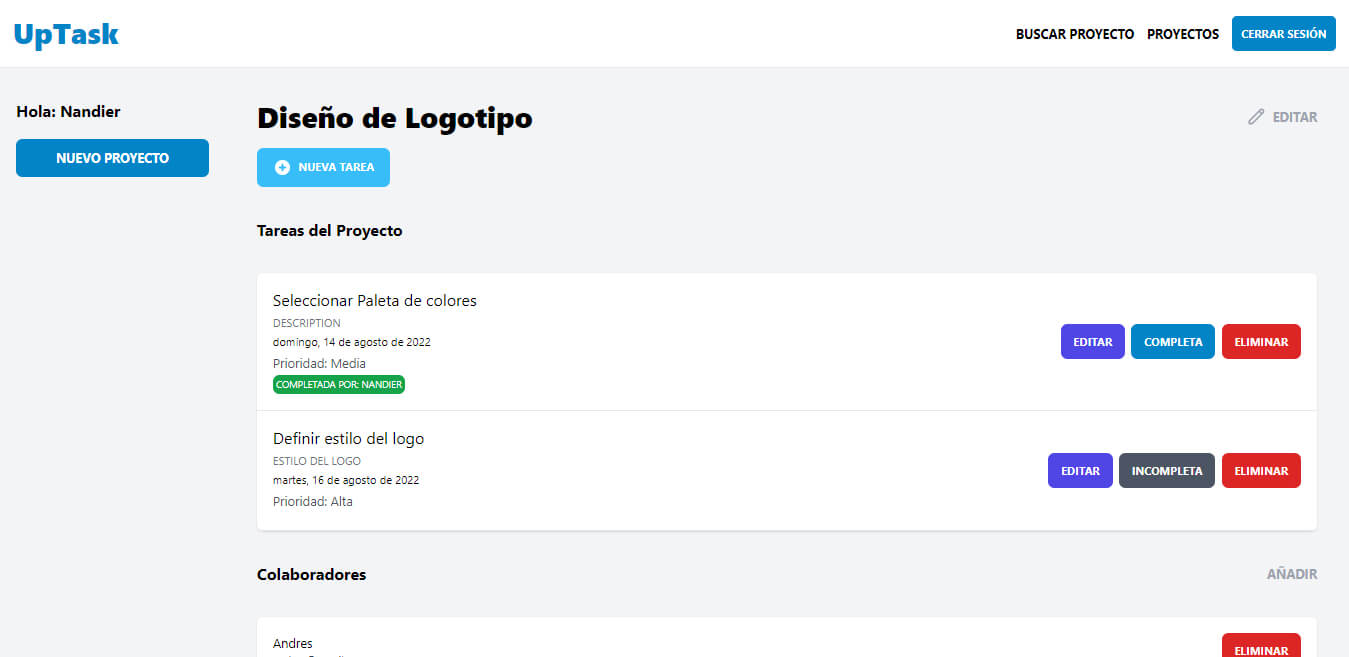 UpTask
BUSCAR PROYECTO PROYECTOS CERRAR SESIÓN
Hola: Nandier
NUEVO PROYECTO
Diseño de Logotipo
EDITAR
NUEVA TAREA
Tareas del Proyecto
Seleccionar Paleta de colores
DESCRIPTION
domingo, 14 de agosto de 2022
Prioridad: Media
COMPLETADA POR: NANDIER
EDITAR COMPLETA ELIMINAR
Definir estilo del logo
ESTILO DEL LOGO
martes, 16 de agosto de 2022
Prioridad: Alta
EDITAR INCOMPLETA ELIMINAR
Colaboradores
AÑADIR
Andres
ELIMINAR